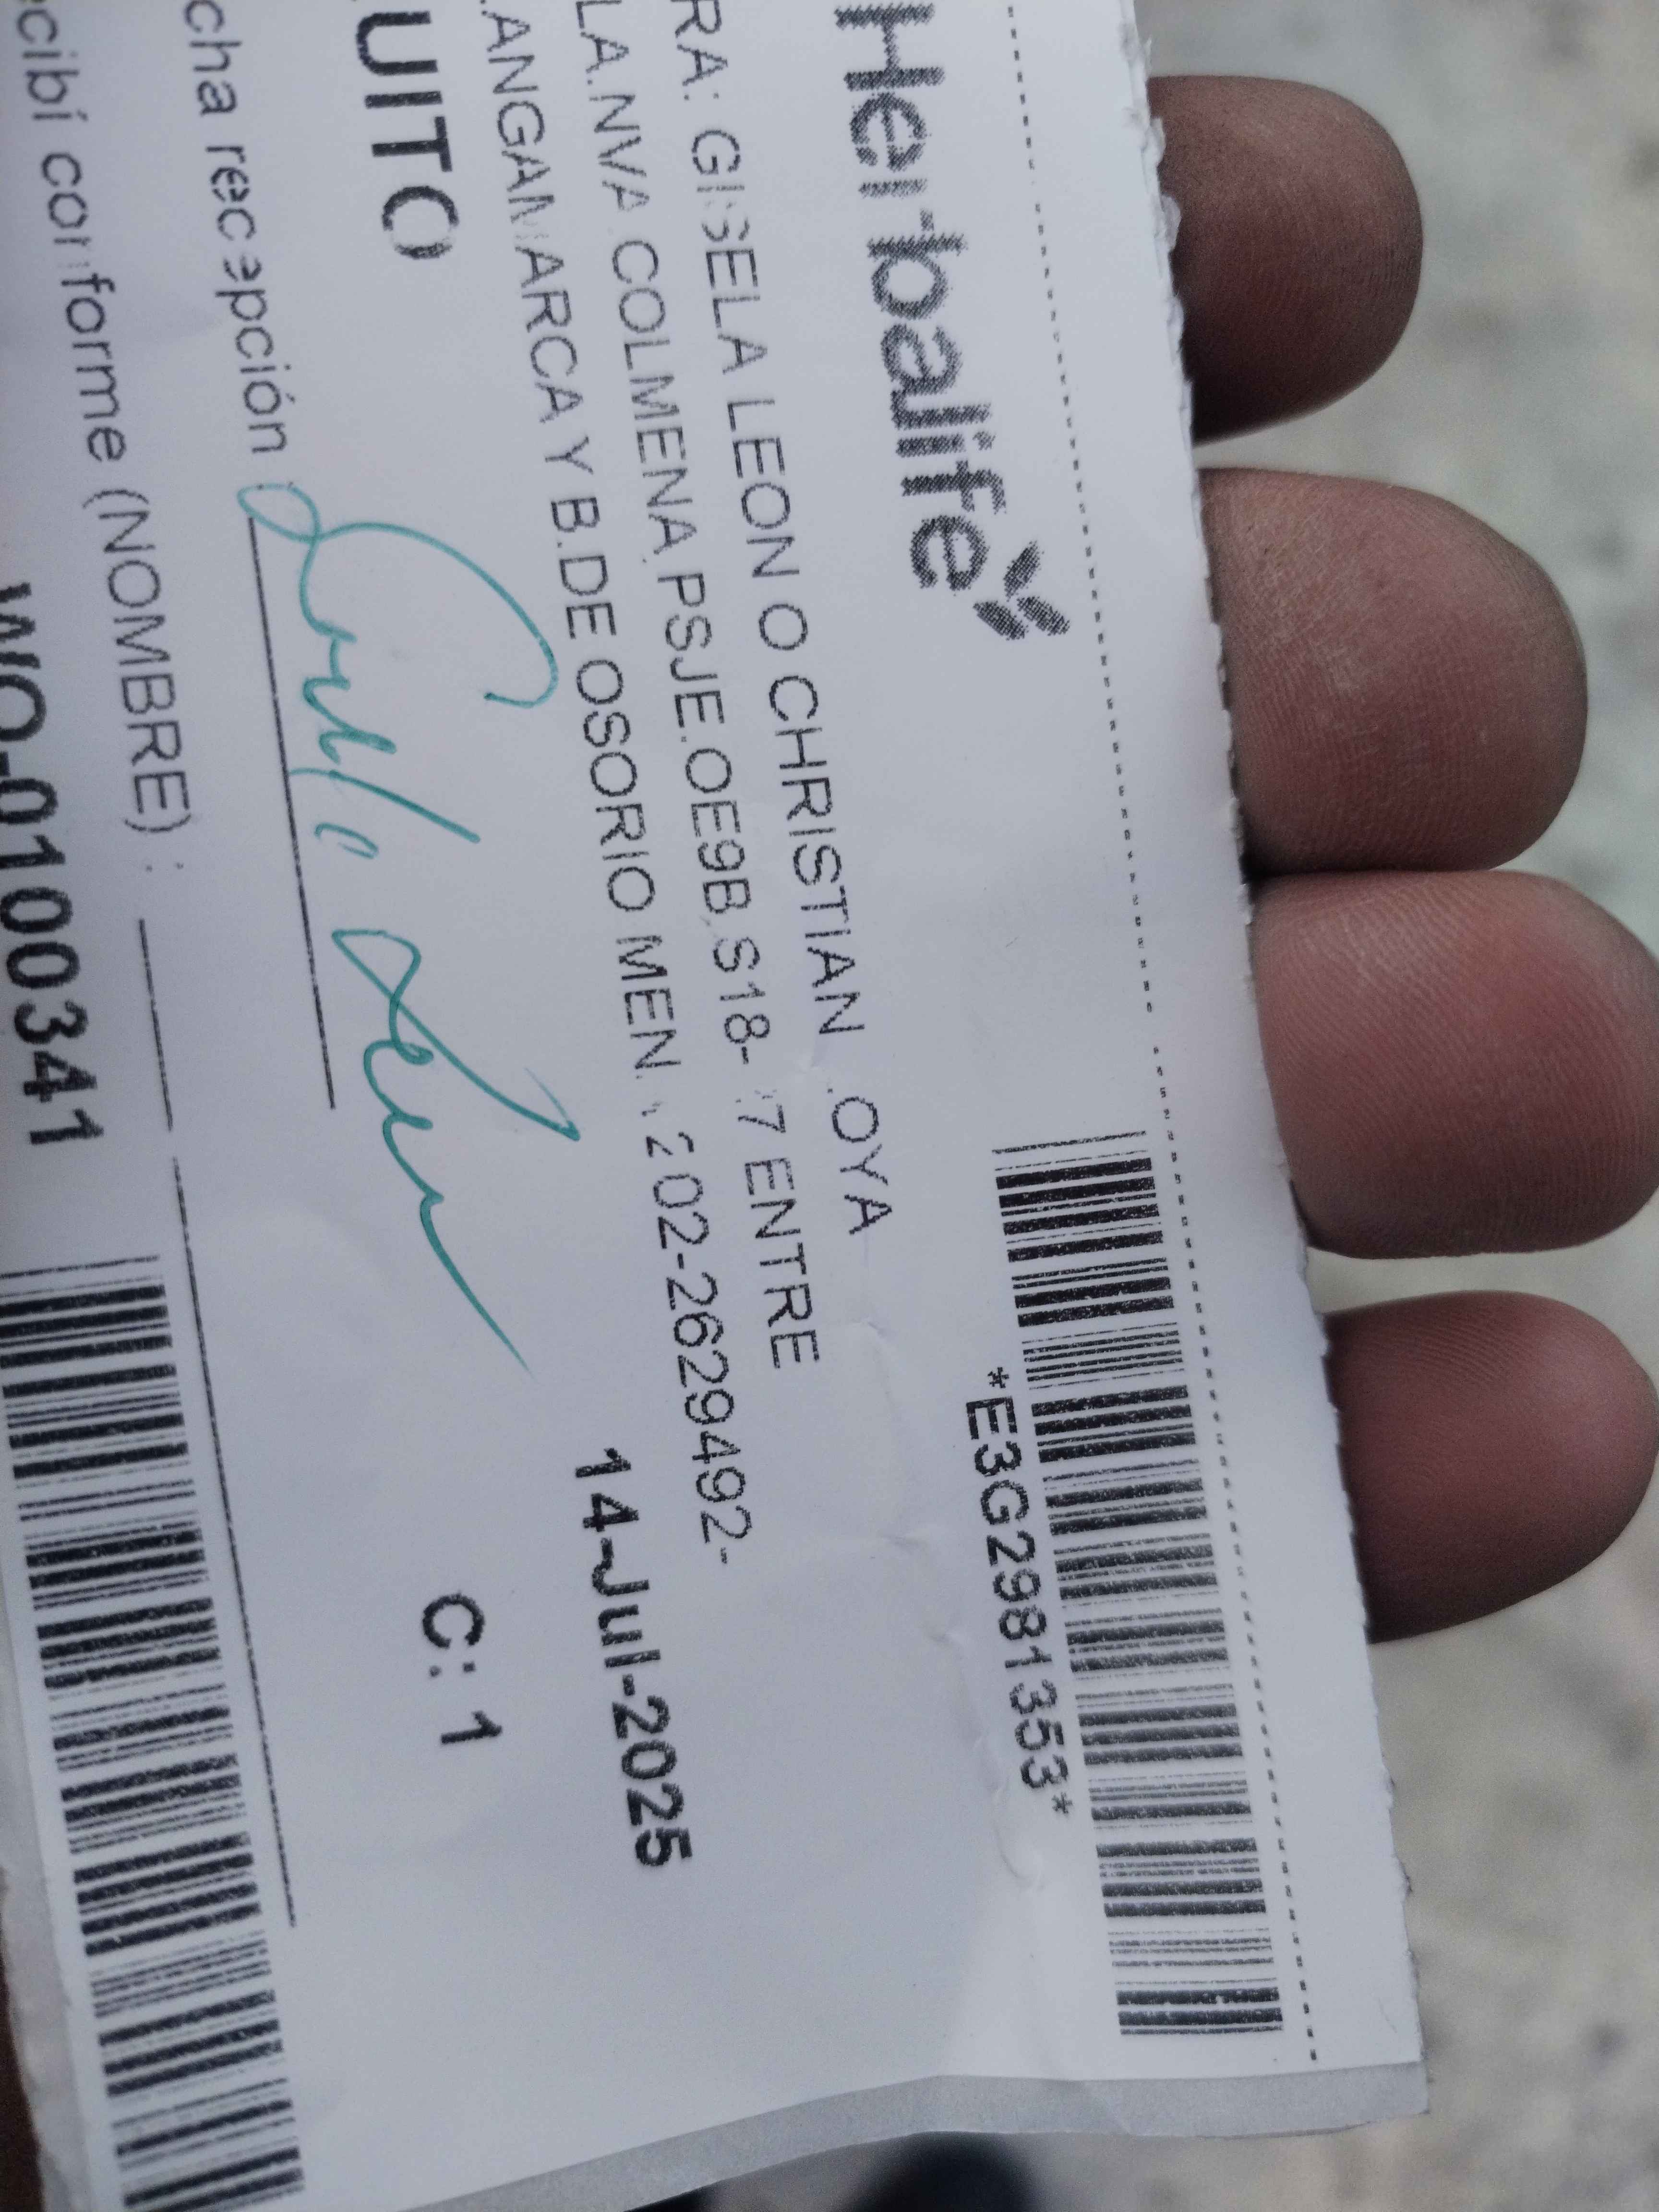 Herbalife
*E3G2981353*
RA: GISELA LEON O CHRISTIAN OYA
LA.NVA COLMENA PSJE.OE9B S18- 7 ENTRE
ANGAMARCA Y B.DE OSORIO MEN 202-2629492-
14-Jul-2025
UITO
C: 1
cha recepción
cibí conforme (NOMBRE) :
WO-0100341